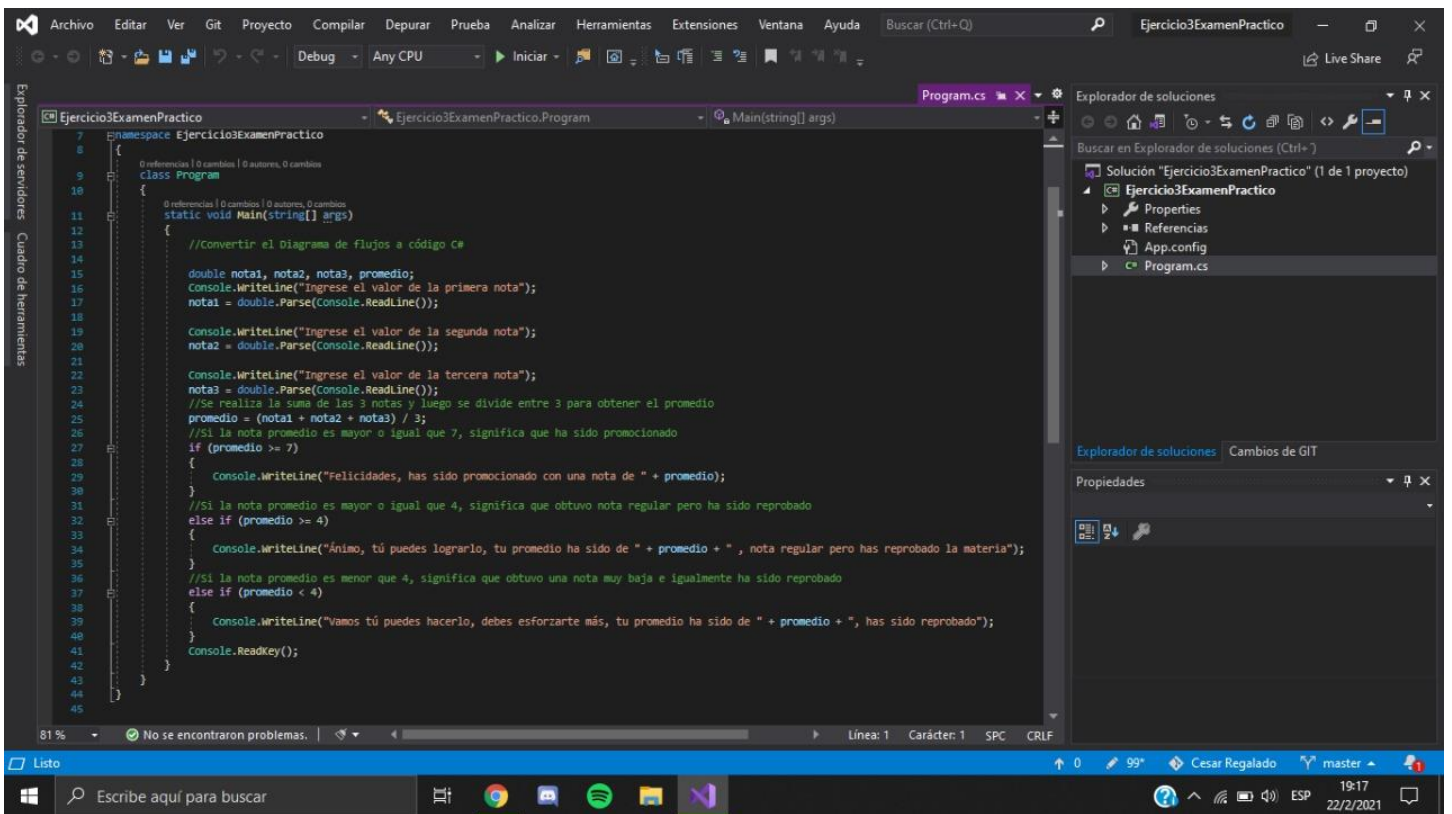 Archivo Editar Ver Git Proyecto Compilar Depurar Prueba Analizar Herramientas Extensiones Ventana Ayuda Buscar (Ctrl+Q) Ejercicio3ExamenPractico
Debug Any CPU Iniciar Live Share
Explorador de servidores
Cuadro de herramientas
Program.cs
Ejercicio3ExamenPractico Ejercicio3ExamenPractico.Program Main(string[] args)
7 namespace Ejercicio3ExamenPractico
8 {
0 referencias | 0 cambios | 0 autores, 0 cambios
9 class Program
10 {
0 referencias | 0 cambios | 0 autores, 0 cambios
11 static void Main(string[] args)
12 {
13 //Convertir el Diagrama de flujos a código C#
14
15 double nota1, nota2, nota3, promedio;
16 Console.WriteLine("Ingrese el valor de la primera nota");
17 nota1 = double.Parse(Console.ReadLine());
18
19 Console.WriteLine("Ingrese el valor de la segunda nota");
20 nota2 = double.Parse(Console.ReadLine());
21
22 Console.WriteLine("Ingrese el valor de la tercera nota");
23 nota3 = double.Parse(Console.ReadLine());
24 //Se realiza la suma de las 3 notas y luego se divide entre 3 para obtener el promedio
25 promedio = (nota1 + nota2 + nota3) / 3;
26 //Si la nota promedio es mayor o igual que 7, significa que ha sido promocionado
27 if (promedio >= 7)
28 {
29 Console.WriteLine("Felicidades, has sido promocionado con una nota de " + promedio);
30 }
31 //Si la nota promedio es mayor o igual que 4, significa que obtuvo nota regular pero ha sido reprobado
32 else if (promedio >= 4)
33 {
34 Console.WriteLine("Ánimo, tú puedes lograrlo, tu promedio ha sido de " + promedio + " , nota regular pero has reprobado la materia");
35 }
36 //Si la nota promedio es menor que 4, significa que obtuvo una nota muy baja e igualmente ha sido reprobado
37 else if (promedio < 4)
38 {
39 Console.WriteLine("Vamos tú puedes hacerlo, debes esforzarte más, tu promedio ha sido de " + promedio + ", has sido reprobado");
40 }
41 Console.ReadKey();
42 }
43 }
44 }
45
81 % No se encontraron problemas. Línea: 1 Carácter: 1 SPC CRLF
Explorador de soluciones
Buscar en Explorador de soluciones (Ctrl+´)
Solución "Ejercicio3ExamenPractico" (1 de 1 proyecto)
Ejercicio3ExamenPractico
Properties
Referencias
App.config
C# Program.cs
Explorador de soluciones Cambios de GIT
Propiedades
Listo 0 99* Cesar Regalado master 1
Escribe aquí para buscar ESP 19:17
22/2/2021